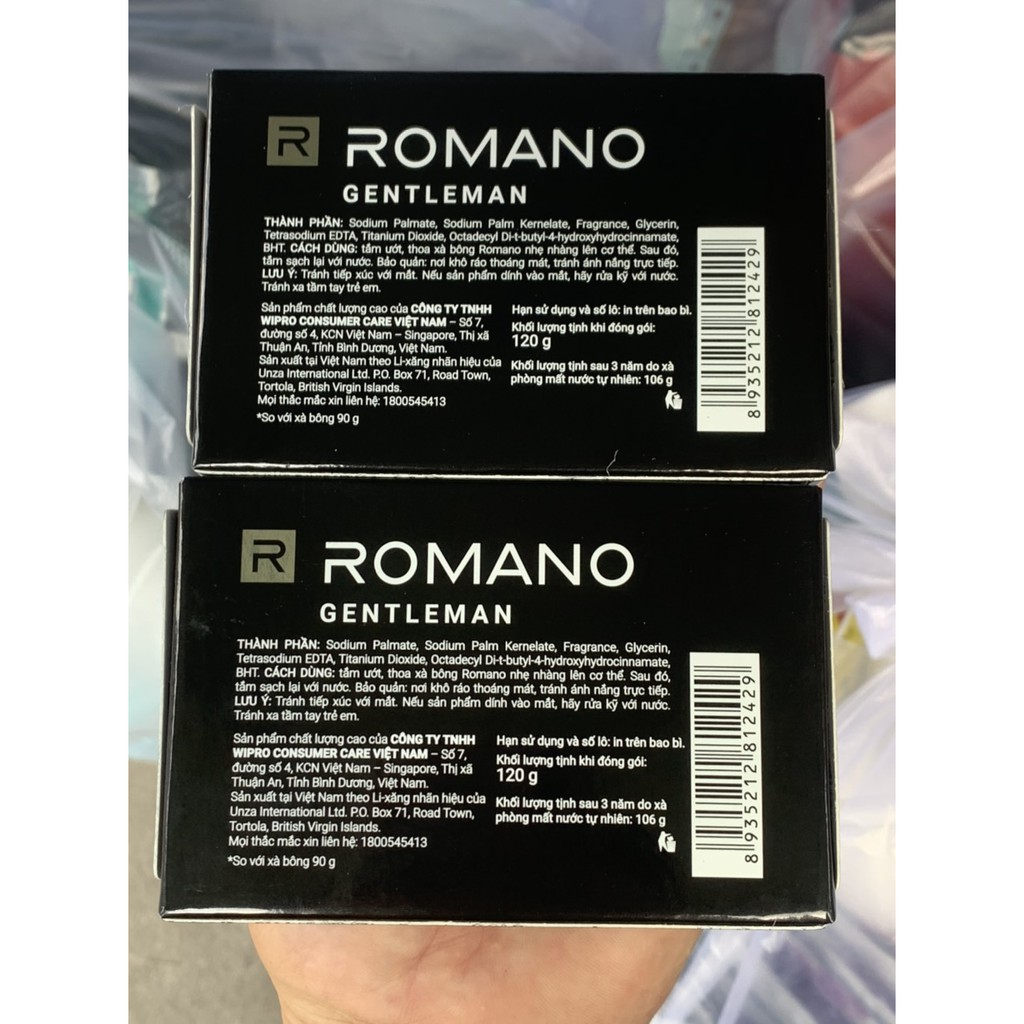 R ROMANO
GENTLEMAN
THÀNH PHẦN: Sodium Palmate, Sodium Palm Kernelate, Fragrance, Glycerin,
Tetrasodium EDTA, Titanium Dioxide, Octadecyl Di-t-butyl-4-hydroxyhydrocinnamate,
BHT. CÁCH DÙNG: tắm ướt, thoa xà bông Romano nhẹ nhàng lên cơ thể. Sau đó,
tắm sạch lại với nước. Bảo quản: nơi khô ráo thoáng mát, tránh ánh nắng trực tiếp.
LƯU Ý: Tránh tiếp xúc với mắt. Nếu sản phẩm dính vào mắt, hãy rửa kỹ với nước.
Tránh xa tầm tay trẻ em.
Sản phẩm chất lượng cao của CÔNG TY TNHH
WIPRO CONSUMER CARE VIỆT NAM – Số 7,
đường số 4, KCN Việt Nam – Singapore, Thị xã
Thuận An, Tỉnh Bình Dương, Việt Nam.
Sản xuất tại Việt Nam theo Li-xăng nhãn hiệu của
Unza International Ltd. P.O. Box 71, Road Town,
Tortola, British Virgin Islands.
Mọi thắc mắc xin liên hệ: 1800545413
*So với xà bông 90 g
Hạn sử dụng và số lô: in trên bao bì.
Khối lượng tịnh khi đóng gói:
120 g
Khối lượng tịnh sau 3 năm do xà
phòng mất nước tự nhiên: 106 g
8 935212 812429
R ROMANO
GENTLEMAN
THÀNH PHẦN: Sodium Palmate, Sodium Palm Kernelate, Fragrance, Glycerin,
Tetrasodium EDTA, Titanium Dioxide, Octadecyl Di-t-butyl-4-hydroxyhydrocinnamate,
BHT. CÁCH DÙNG: tắm ướt, thoa xà bông Romano nhẹ nhàng lên cơ thể. Sau đó,
tắm sạch lại với nước. Bảo quản: nơi khô ráo thoáng mát, tránh ánh nắng trực tiếp.
LƯU Ý: Tránh tiếp xúc với mắt. Nếu sản phẩm dính vào mắt, hãy rửa kỹ với nước.
Tránh xa tầm tay trẻ em.
Sản phẩm chất lượng cao của CÔNG TY TNHH
WIPRO CONSUMER CARE VIỆT NAM – Số 7,
đường số 4, KCN Việt Nam – Singapore, Thị xã
Thuận An, Tỉnh Bình Dương, Việt Nam.
Sản xuất tại Việt Nam theo Li-xăng nhãn hiệu của
Unza International Ltd. P.O. Box 71, Road Town,
Tortola, British Virgin Islands.
Mọi thắc mắc xin liên hệ: 1800545413
*So với xà bông 90 g
Hạn sử dụng và số lô: in trên bao bì.
Khối lượng tịnh khi đóng gói:
120 g
Khối lượng tịnh sau 3 năm do xà
phòng mất nước tự nhiên: 106 g
8 935212 812429